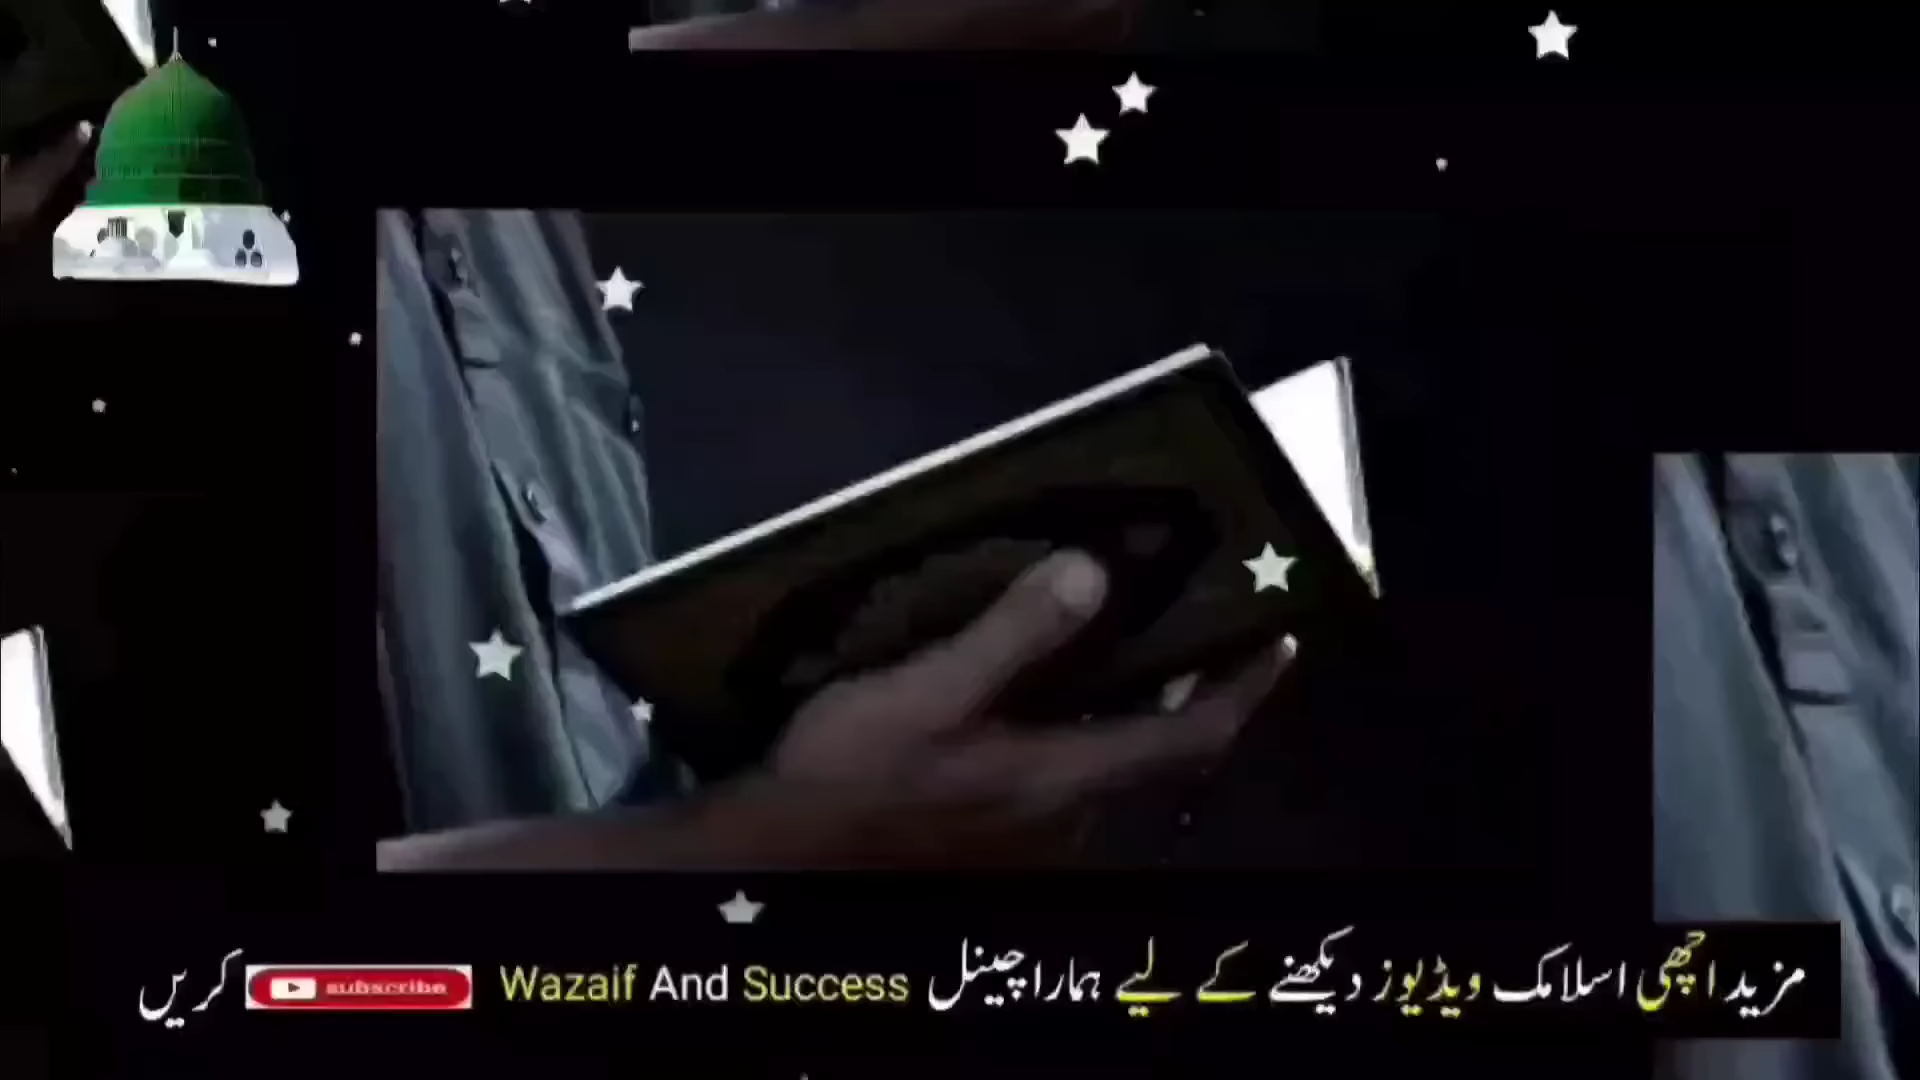 مزید اچھی اسلامک ویڈیوز دیکھنے کے لیے ہمارا چینل Wazaif And Success subscribe کریں